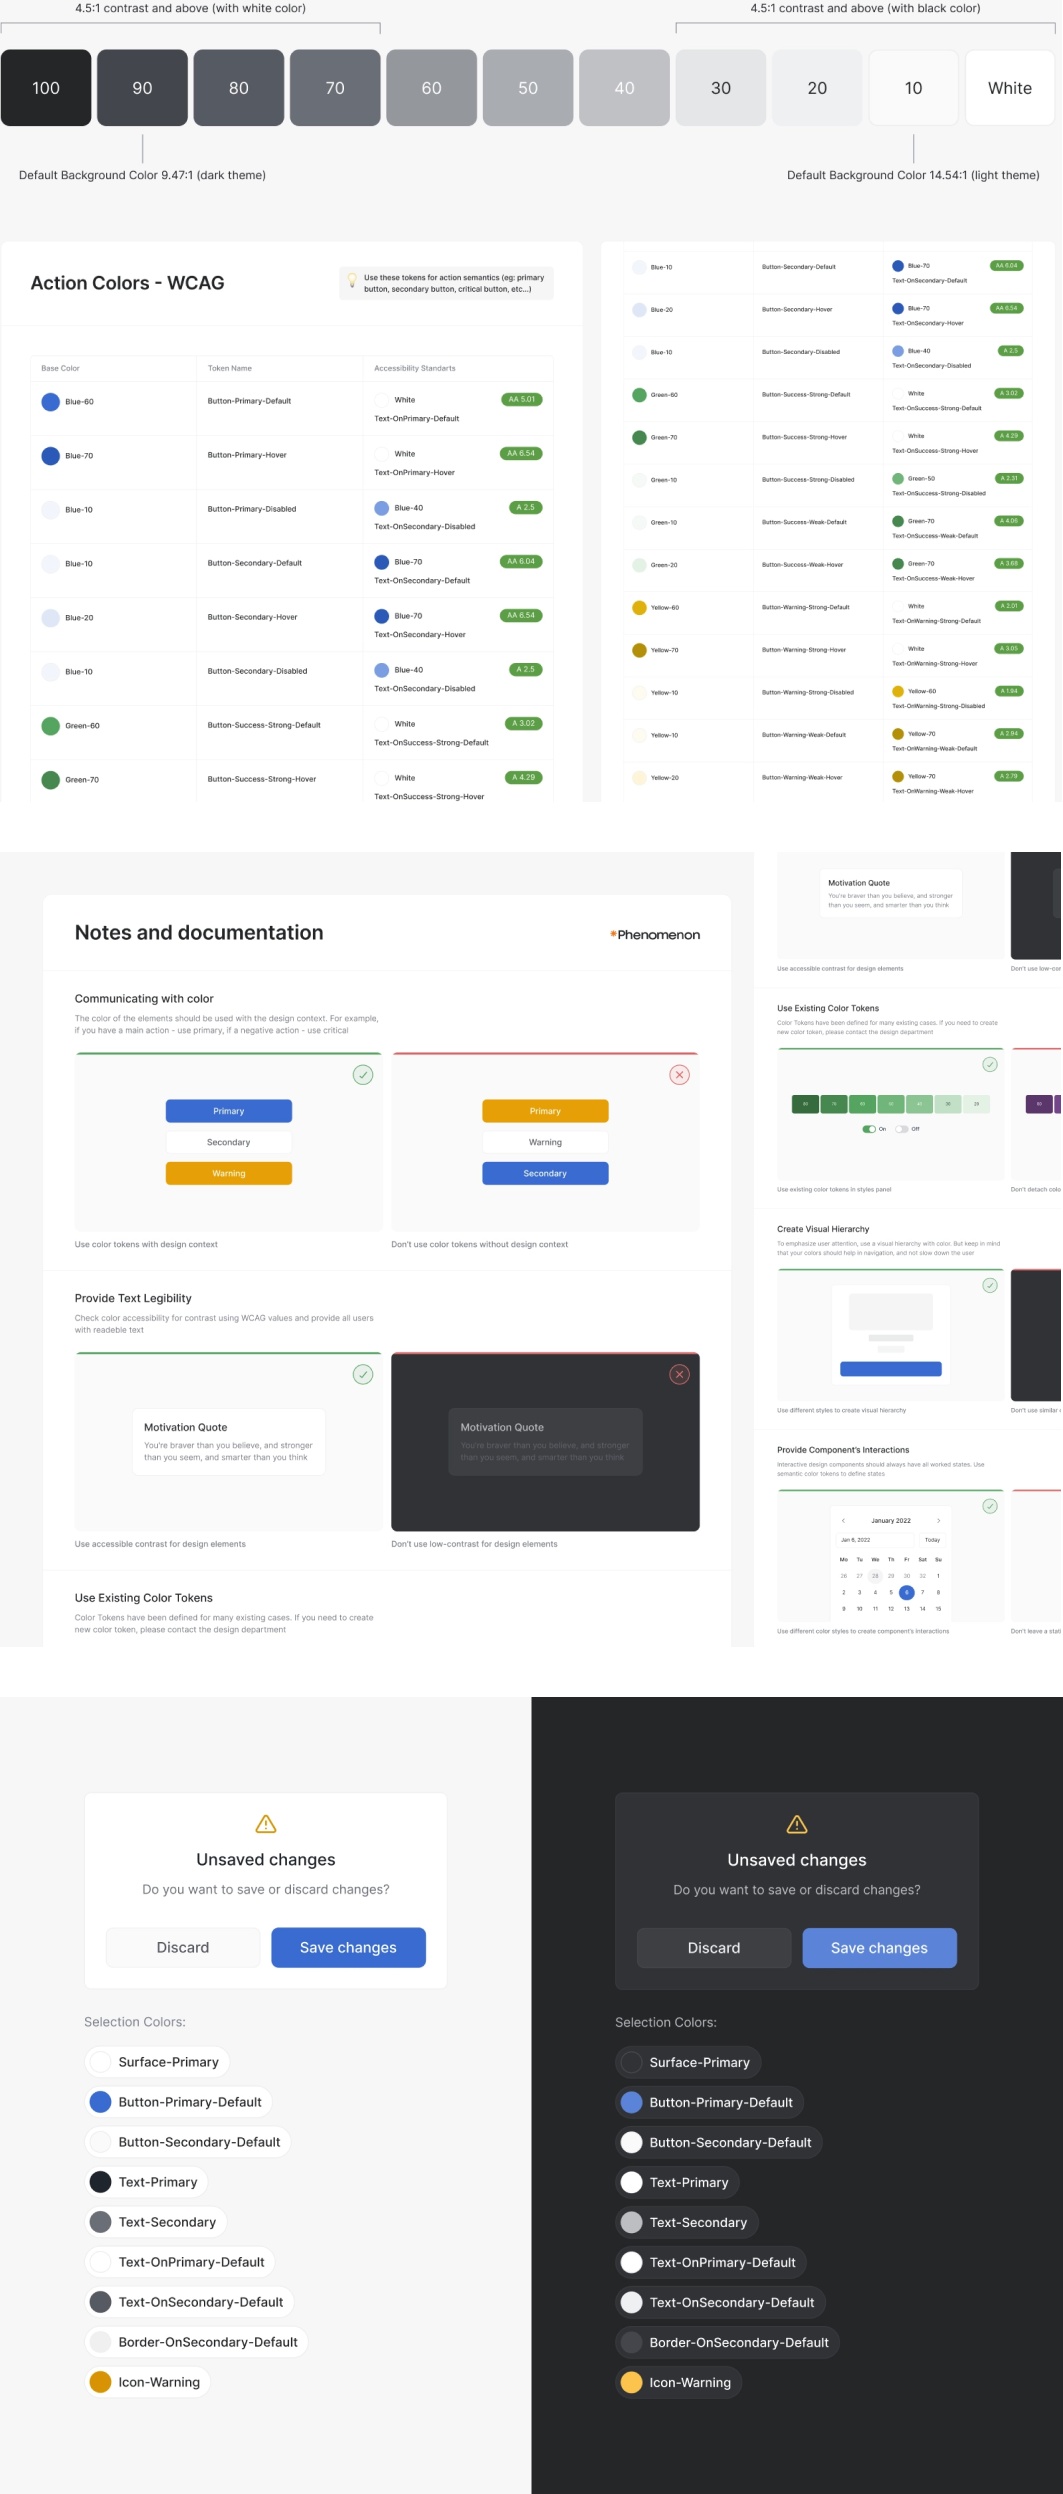 4.5:1 contrast and above (with white color)
4.5:1 contrast and above (with black color)
100
90
80
70
60
50
40
30
20
10
White
Default Background Color 9.47:1 (dark theme)
Default Background Color 14.54:1 (light theme)
Action Colors - WCAG
Use these tokens for action semantics (eg: primary
button, secondary button, critical button, etc...)
Base Color
Token Name
Accessibility Standarts
Blue-60
Button-Primary-Default
White
AA 5.01
Text-OnPrimary-Default
Blue-70
Button-Primary-Hover
White
AA 6.54
Text-OnPrimary-Hover
Blue-10
Button-Primary-Disabled
Blue-40
A 2.5
Text-OnSecondary-Disabled
Blue-10
Button-Secondary-Default
Blue-70
AA 6.04
Text-OnSecondary-Default
Blue-20
Button-Secondary-Hover
Blue-70
AA 6.54
Text-OnSecondary-Hover
Blue-10
Button-Secondary-Disabled
Blue-40
A 2.5
Text-OnSecondary-Disabled
Green-60
Button-Success-Strong-Default
White
A 3.02
Text-OnSuccess-Strong-Default
Green-70
Button-Success-Strong-Hover
White
A 4.29
Text-OnSuccess-Strong-Hover
Blue-10
Button-Secondary-Default
Blue-70
AA 6.04
Text-OnSecondary-Default
Blue-20
Button-Secondary-Hover
Blue-70
AA 6.54
Text-OnSecondary-Hover
Blue-10
Button-Secondary-Disabled
Blue-40
A 2.5
Text-OnSecondary-Disabled
Green-60
Button-Success-Strong-Default
White
A 3.02
Text-OnSuccess-Strong-Default
Green-70
Button-Success-Strong-Hover
White
A 4.29
Text-OnSuccess-Strong-Hover
Green-10
Button-Success-Strong-Disabled
Green-50
A 2.31
Text-OnSuccess-Strong-Disabled
Green-10
Button-Success-Weak-Default
Green-70
A 4.06
Text-OnSuccess-Weak-Default
Green-20
Button-Success-Weak-Hover
Green-70
A 3.68
Text-OnSuccess-Weak-Hover
Yellow-60
Button-Warning-Strong-Default
White
A 2.01
Text-OnWarning-Strong-Default
Yellow-70
Button-Warning-Strong-Hover
White
A 3.05
Text-OnWarning-Strong-Hover
Yellow-10
Button-Warning-Strong-Disabled
Yellow-60
A 1.94
Text-OnWarning-Strong-Disabled
Yellow-10
Button-Warning-Weak-Default
Yellow-70
A 2.94
Text-OnWarning-Weak-Default
Yellow-20
Button-Warning-Weak-Hover
Yellow-70
A 2.79
Text-OnWarning-Weak-Hover
Notes and documentation
*Phenomenon
Communicating with color
The color of the elements should be used with the design context. For example,
if you have a main action - use primary, if a negative action - use critical
Primary
Secondary
Warning
Primary
Warning
Secondary
Use color tokens with design context
Don't use color tokens without design context
Provide Text Legibility
Check color accessibility for contrast using WCAG values and provide all users
with readeble text
Motivation Quote
You're braver than you believe, and stronger
than you seem, and smarter than you think
Motivation Quote
You're braver than you believe, and stronger
than you seem, and smarter than you think
Use accessible contrast for design elements
Don't use low-contrast for design elements
Use Existing Color Tokens
Color Tokens have been defined for many existing cases. If you need to create
new color token, please contact the design department
Motivation Quote
You're braver than you believe, and stronger
than you seem, and smarter than you think
Use accessible contrast for design elements
Don't use low-cor
Use Existing Color Tokens
Color Tokens have been defined for many existing cases. If you need to create
new color token, please contact the design department
On
Off
Use existing color tokens in styles panel
Don't detach colo
Create Visual Hierarchy
To emphasize user attention, use a visual hierarchy with color. But keep in mind
that your colors should help in navigation, and not slow down the user
Use different styles to create visual hierarchy
Don't use similar
Provide Component's Interactions
Interactive design components should always have all worked states. Use
semantic color tokens to define states
January 2022
Jan 6, 2022
Today
Mo Tu We Th Fr Sat Su
26 27 28 29 30 32 1
2 3 4 5 6 7 8
9 10 11 12 13 14 15
Use different color styles to create component's interactions
Don't leave a stati
Unsaved changes
Do you want to save or discard changes?
Discard
Save changes
Selection Colors:
Surface-Primary
Button-Primary-Default
Button-Secondary-Default
Text-Primary
Text-Secondary
Text-OnPrimary-Default
Text-OnSecondary-Default
Border-OnSecondary-Default
Icon-Warning
Unsaved changes
Do you want to save or discard changes?
Discard
Save changes
Selection Colors:
Surface-Primary
Button-Primary-Default
Button-Secondary-Default
Text-Primary
Text-Secondary
Text-OnPrimary-Default
Text-OnSecondary-Default
Border-OnSecondary-Default
Icon-Warning